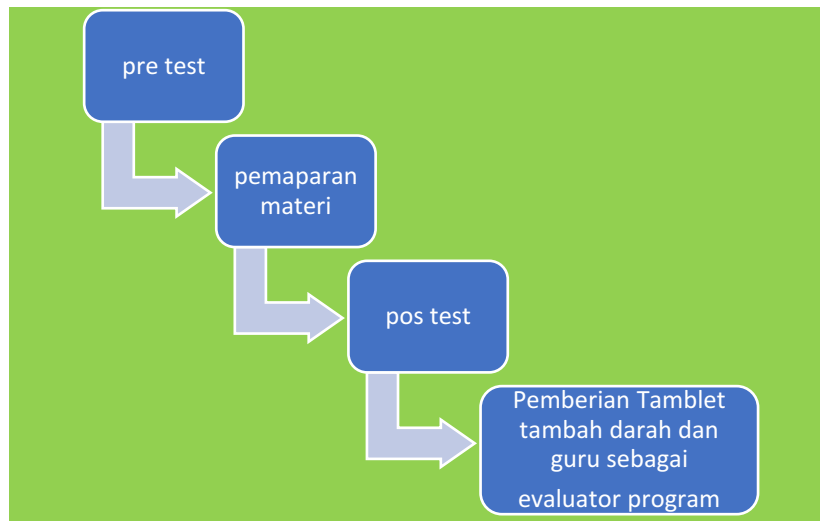 pre test
pemaparan
materi
pos test
Pemberian Tamblet
tambah darah dan
guru sebagai
evaluator program